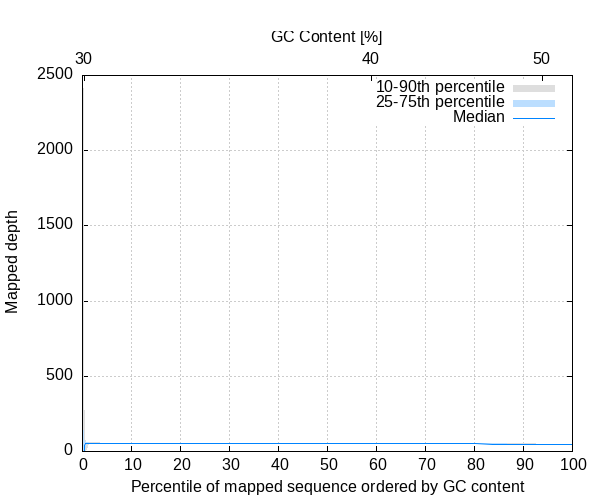 GC Content [%]
30 40 50
2500
10-90th percentile
25-75th percentile
Median
2000
1500
Mapped depth
1000
500
0
0 10 20 30 40 50 60 70 80 90 100
Percentile of mapped sequence ordered by GC content